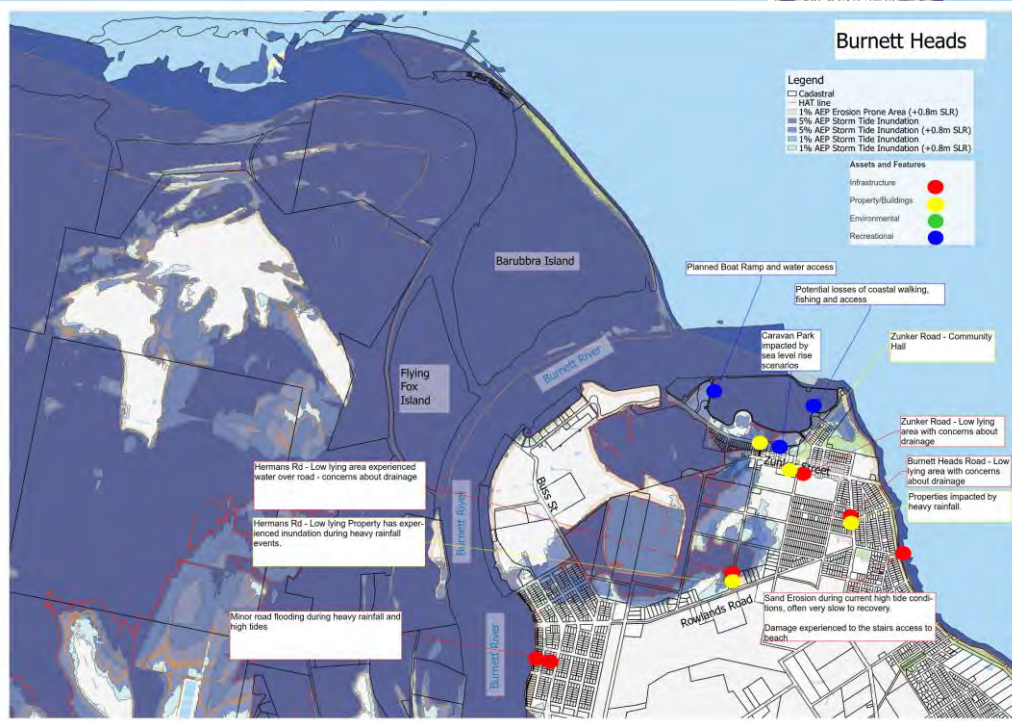 Burnett Heads
Legend
Cadastral
HAT line
1% AEP Erosion Prone Area (+0.8m SLR)
5% AEP Storm Tide Inundation
5% AEP Storm Tide Inundation (+0.8m SLR)
1% AEP Storm Tide Inundation
1% AEP Storm Tide Inundation (+0.8m SLR)
Assets and Features
Infrastructure
Property/Buildings
Environmental
Recreational
Barubbra Island
Planned Boat Ramp and water access
Potential losses of coastal walking,
fishing and access
Caravan Park
impacted by
sea level rise
scenarios
Zunker Road - Community
Hall
Burnett River
Flying
Fox
Island
Zunker Road - Low lying
area with concerns about
drainage
Burnett Heads Road - Low
lying area with concerns
about drainage
Properties impacted by
heavy rainfall.
Hermans Rd - Low lying area experienced
water over road - concerns about drainage
Hermans Rd - Low lying Property has exper-
ienced inundation during heavy rainfall
events.
Buss St
Burnett River
Street
Sand Erosion during current high tide condi-
tions, often very slow to recovery.
Damage experienced to the stairs access to
beach
Rowlands Road
Minor road flooding during heavy rainfall and
high tides
Burnett River